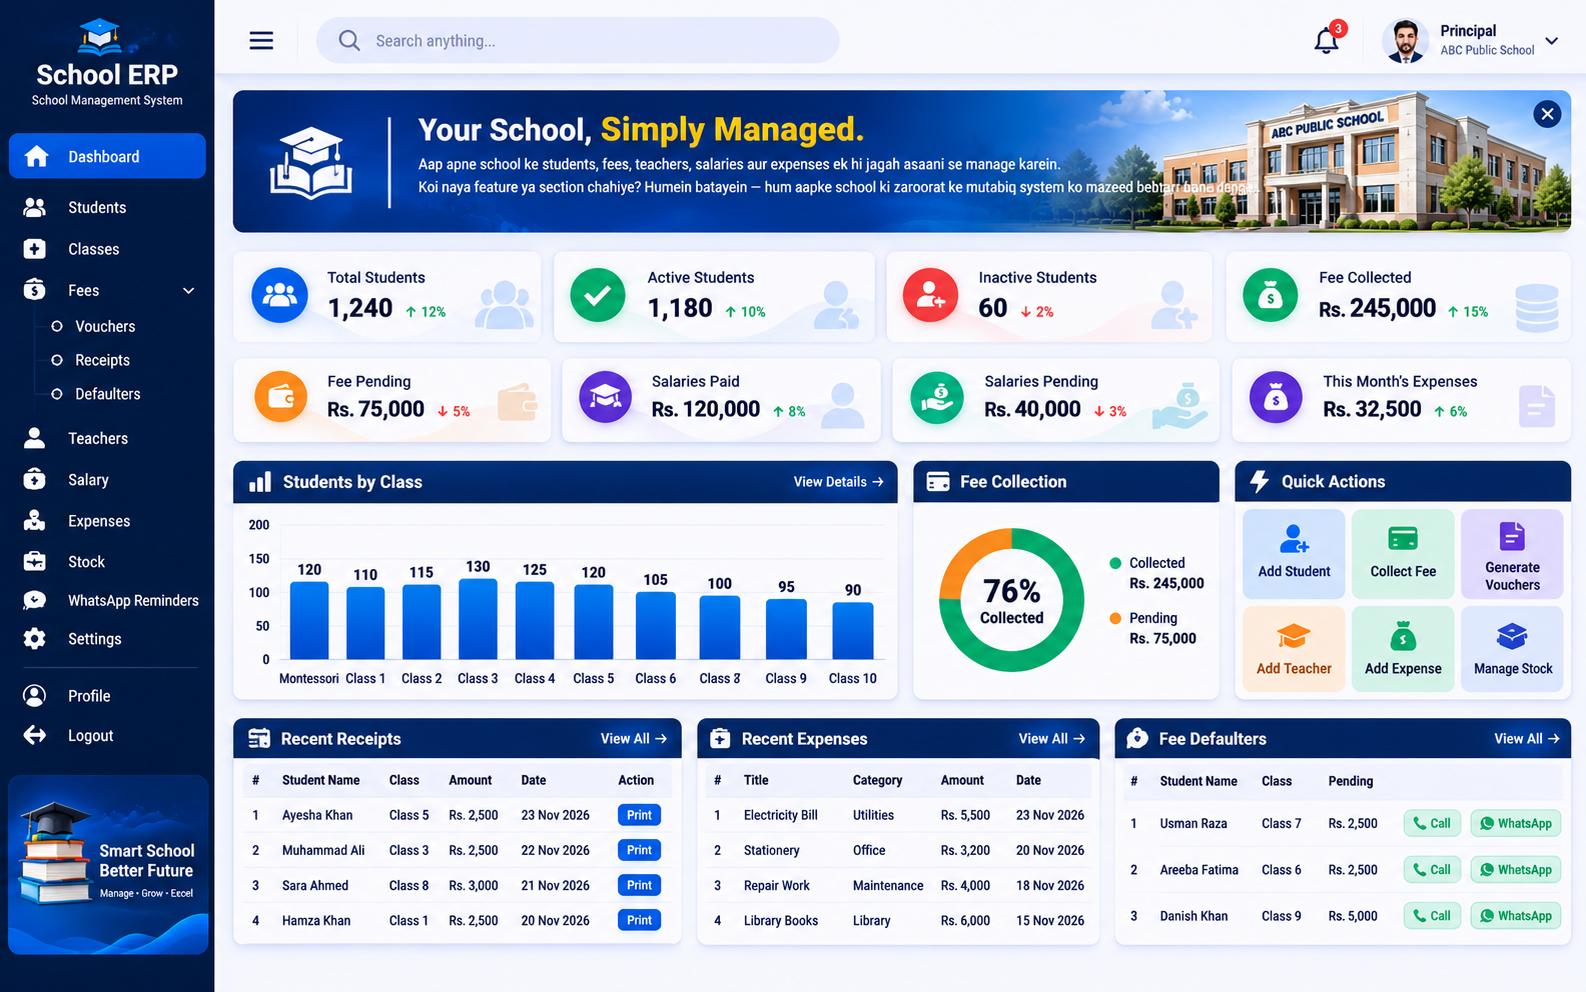 School ERP
School Management System
Dashboard
Students
Classes
Fees
Vouchers
Receipts
Defaulters
Teachers
Salary
Expenses
Stock
WhatsApp Reminders
Settings
Profile
Logout
Smart School
Better Future
Manage • Grow • Excel
Search anything...
3
Principal
ABC Public School
Your School, Simply Managed.
Aap apne school ke students, fees, teachers, salaries aur expenses ek hi jagah asaani se manage karein.
Koi naya feature ya section chahiye? Humein batayein — hum aapke school ki zaroorat ke mutabiq system ko mazeed behtari bana denge.
ABC PUBLIC SCHOOL
Total Students
1,240 ↑ 12%
Active Students
1,180 ↑ 10%
Inactive Students
60 ↓ 2%
Fee Collected
Rs. 245,000 ↑ 15%
Fee Pending
Rs. 75,000 ↓ 5%
Salaries Paid
Rs. 120,000 ↑ 8%
Salaries Pending
Rs. 40,000 ↓ 3%
This Month's Expenses
Rs. 32,500 ↑ 6%
Students by Class View Details →
200
150
100
50
0
120 110 115 130 125 120 105 100 95 90
Montessori Class 1 Class 2 Class 3 Class 4 Class 5 Class 6 Class 8 Class 9 Class 10
Fee Collection
76%
Collected
Collected
Rs. 245,000
Pending
Rs. 75,000
Quick Actions
Add Student
Collect Fee
Generate
Vouchers
Add Teacher
Add Expense
Manage Stock
Recent Receipts View All →
# Student Name Class Amount Date Action
1 Ayesha Khan Class 5 Rs. 2,500 23 Nov 2026 Print
2 Muhammad Ali Class 3 Rs. 2,500 22 Nov 2026 Print
3 Sara Ahmed Class 8 Rs. 3,000 21 Nov 2026 Print
4 Hamza Khan Class 1 Rs. 2,500 20 Nov 2026 Print
Recent Expenses View All →
# Title Category Amount Date
1 Electricity Bill Utilities Rs. 5,500 23 Nov 2026
2 Stationery Office Rs. 3,200 20 Nov 2026
3 Repair Work Maintenance Rs. 4,000 18 Nov 2026
4 Library Books Library Rs. 6,000 15 Nov 2026
Fee Defaulters View All →
# Student Name Class Pending
1 Usman Raza Class 7 Rs. 2,500 Call WhatsApp
2 Areeba Fatima Class 6 Rs. 2,500 Call WhatsApp
3 Danish Khan Class 9 Rs. 5,000 Call WhatsApp